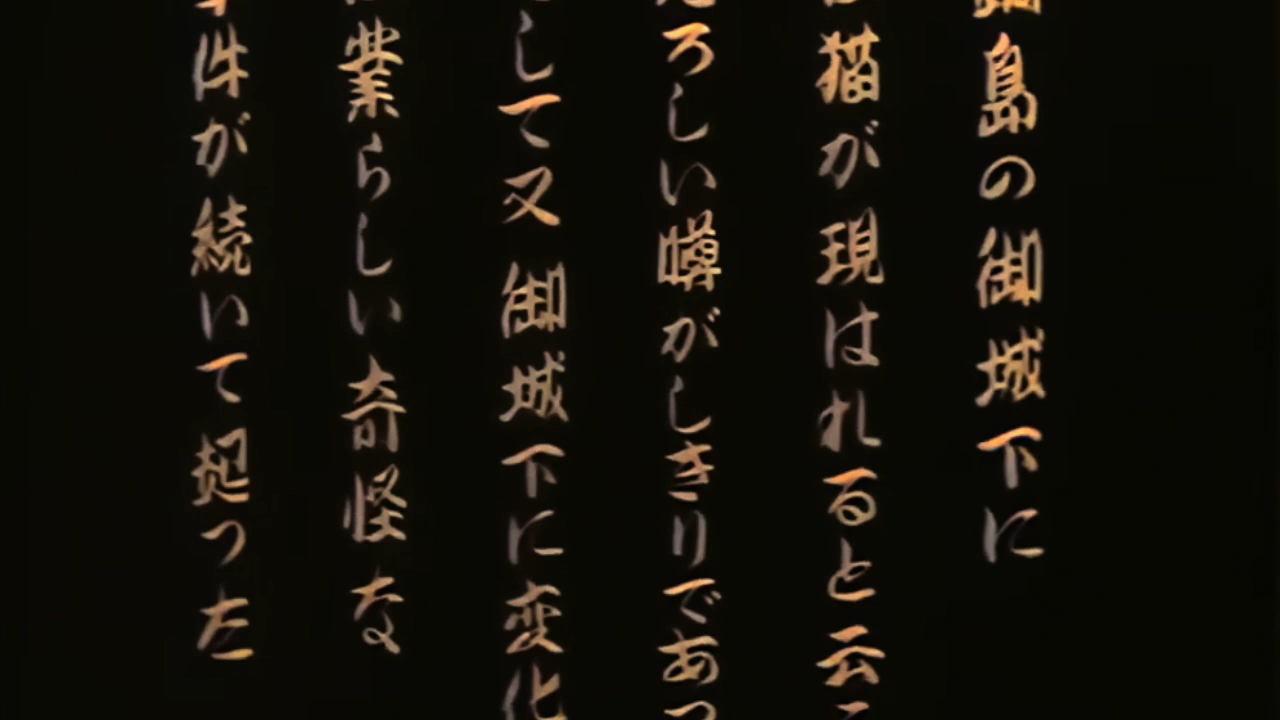 島の御城下に
猫が現はれると云
ろしい噂がしきりであつ
して又御城下に変化
業らしい奇怪な
件が続いて起つた